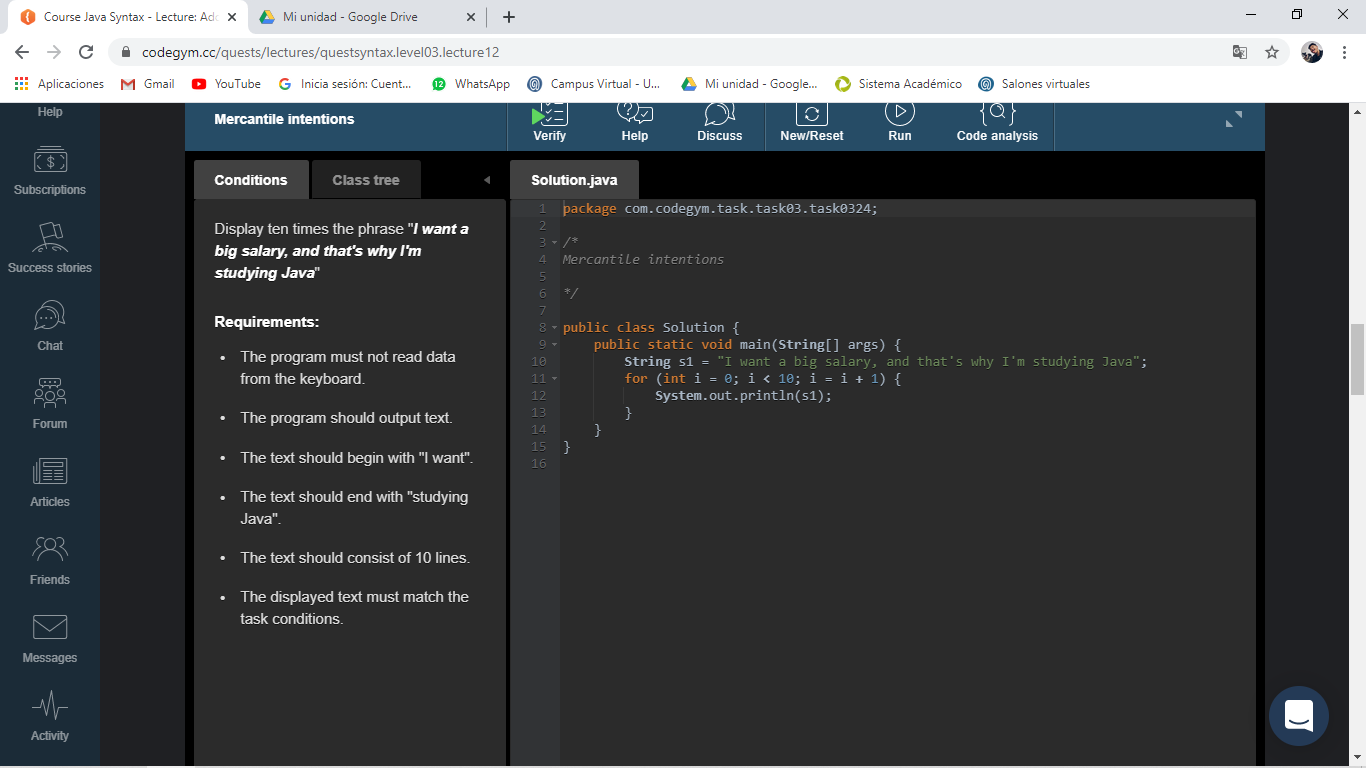 Course Java Syntax - Lecture: Ad
Mi unidad - Google Drive
codegym.cc/quests/lectures/questsyntax.level03.lecture12
Aplicaciones
Gmail
YouTube
Inicia sesión: Cuent...
12
WhatsApp
Campus Virtual - U...
Mi unidad - Google...
Sistema Académico
Salones virtuales
Help
Subscriptions
Success stories
Chat
Forum
Articles
Friends
Messages
Activity
Mercantile intentions
Verify
Help
Discuss
New/Reset
Run
Code analysis
Conditions
Class tree
Display ten times the phrase "I want a
big salary, and that's why I'm
studying Java"
Requirements:
• The program must not read data
from the keyboard.
• The program should output text.
• The text should begin with "I want".
• The text should end with "studying
Java".
• The text should consist of 10 lines.
• The displayed text must match the
task conditions.
Solution.java
1 package com.codegym.task.task03.task0324;
2
3 /*
4 Mercantile intentions
5
6 */
7
8 public class Solution {
9     public static void main(String[] args) {
10         String s1 = "I want a big salary, and that's why I'm studying Java";
11         for (int i = 0; i < 10; i = i + 1) {
12             System.out.println(s1);
13         }
14     }
15 }
16